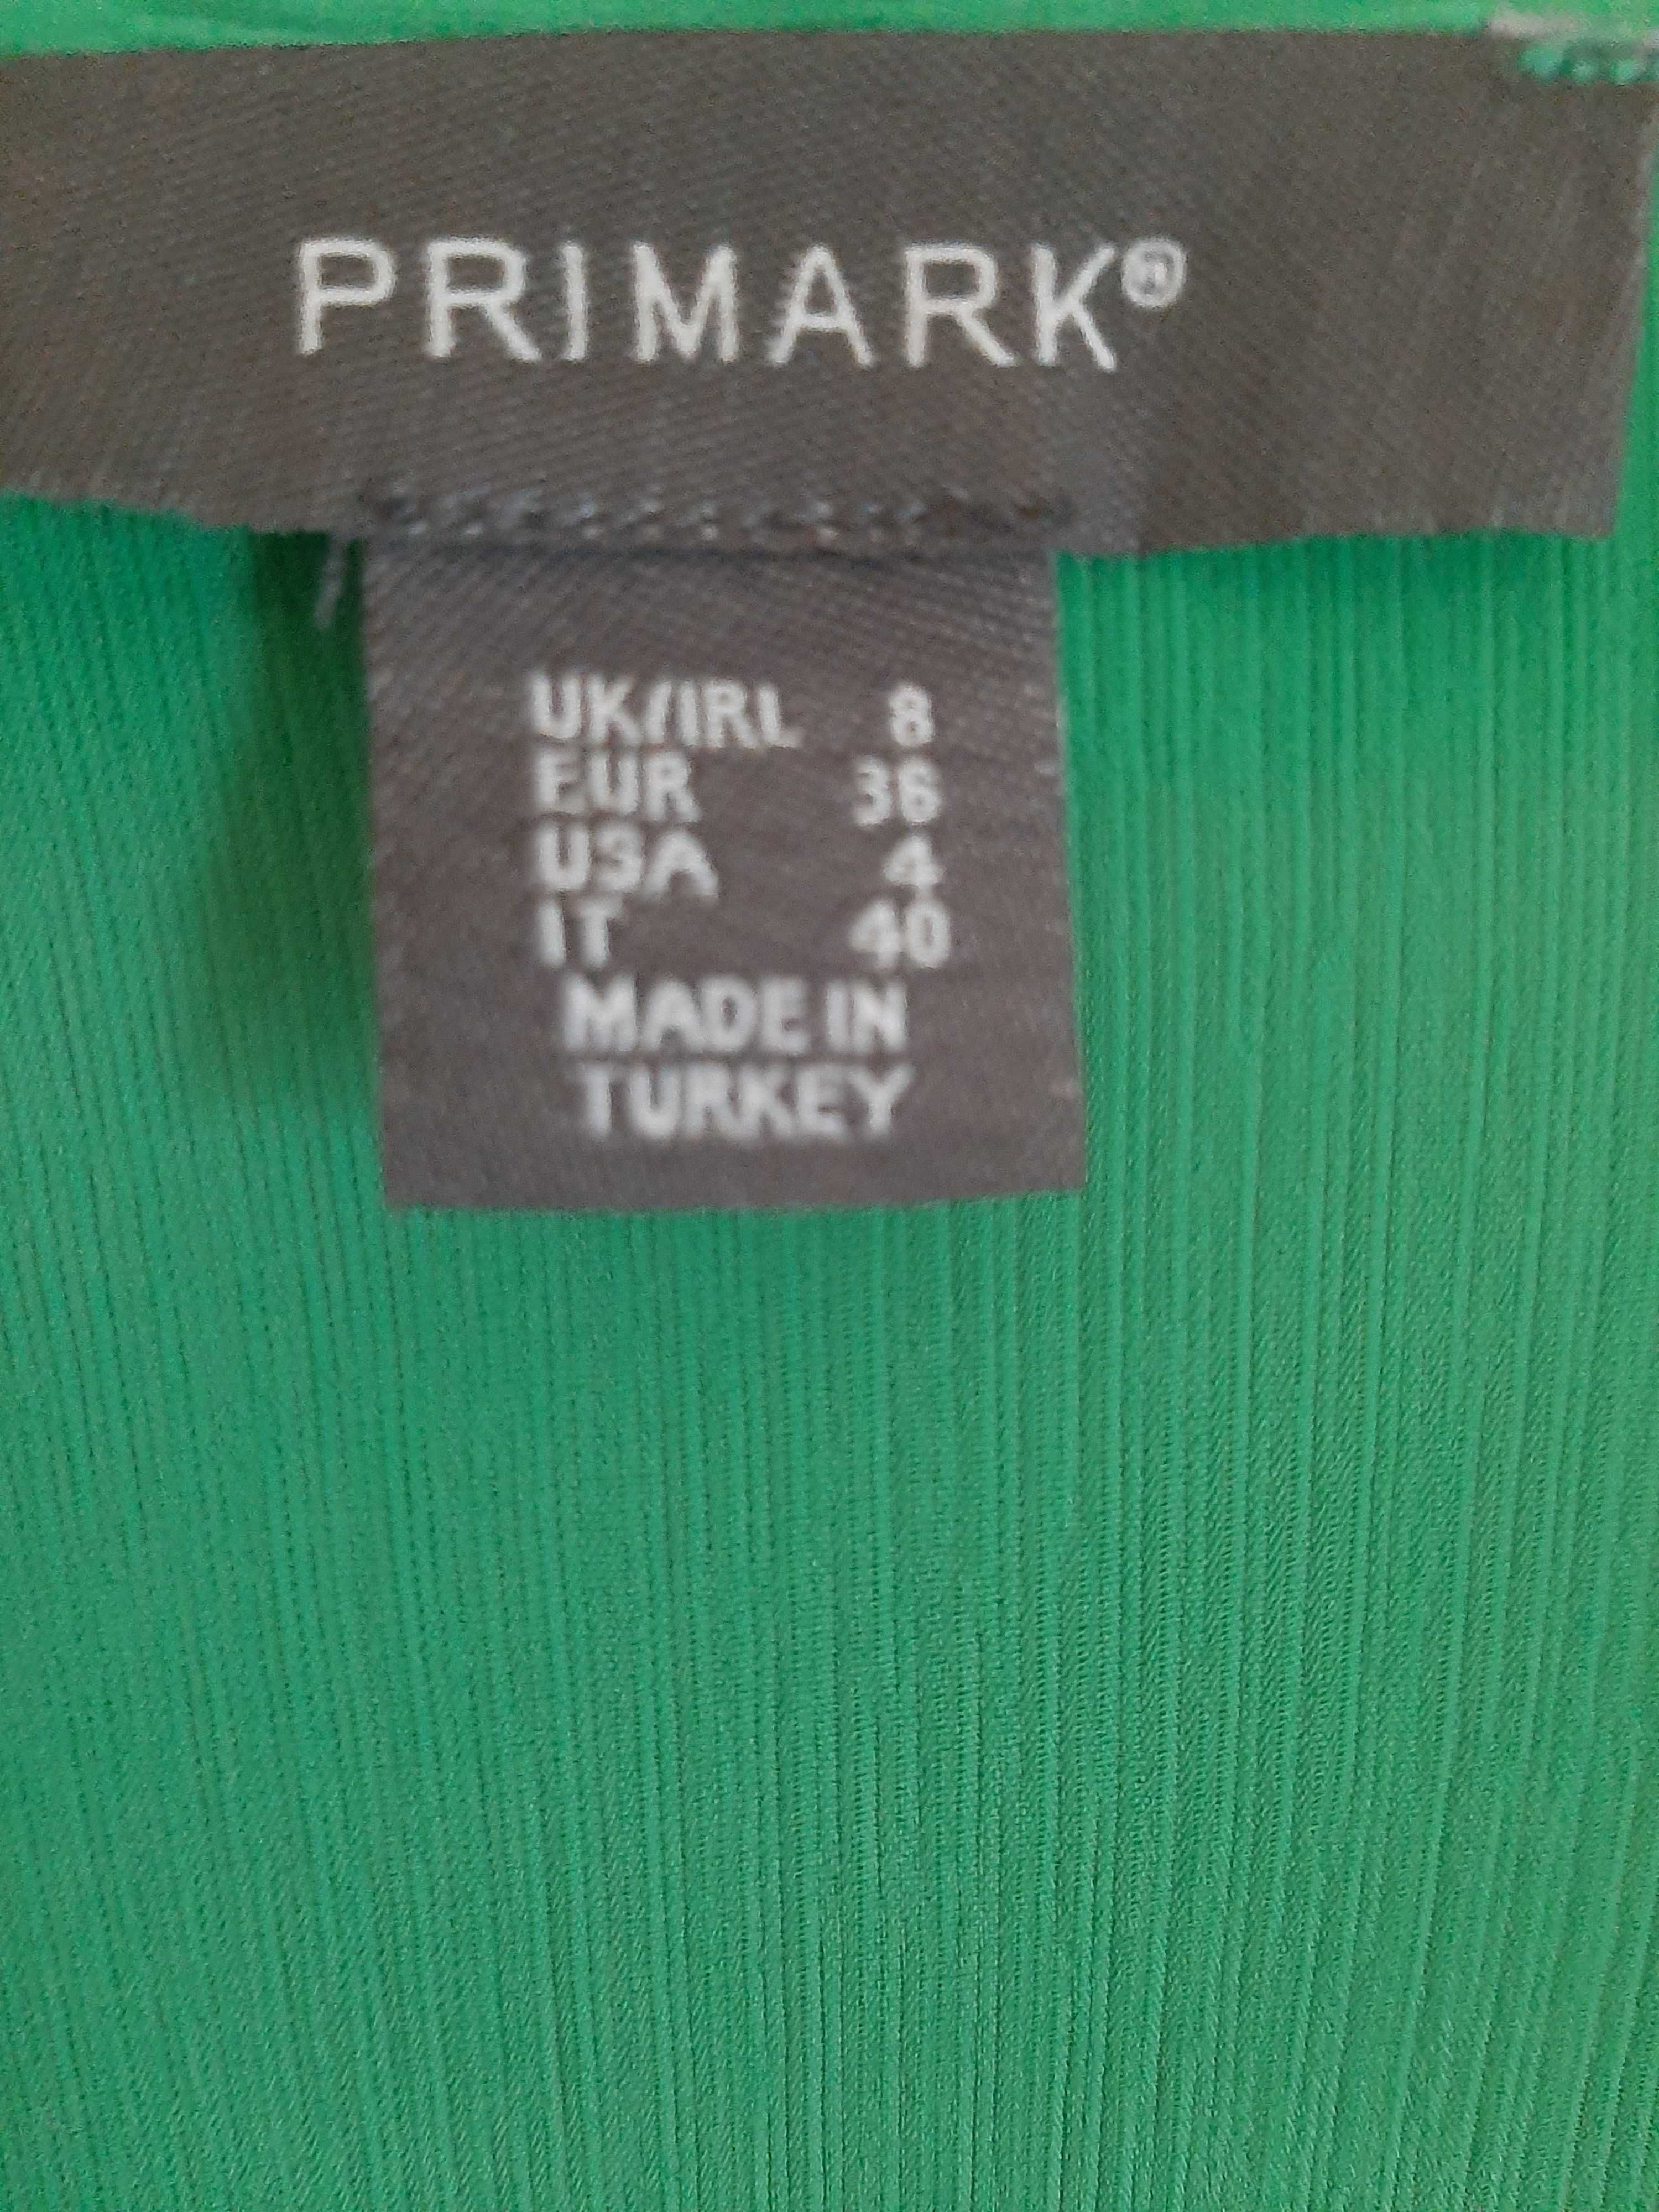 PRIMARK®
UK/IRL 8
EUR 36
USA 4
IT 40
MADE IN
TURKEY